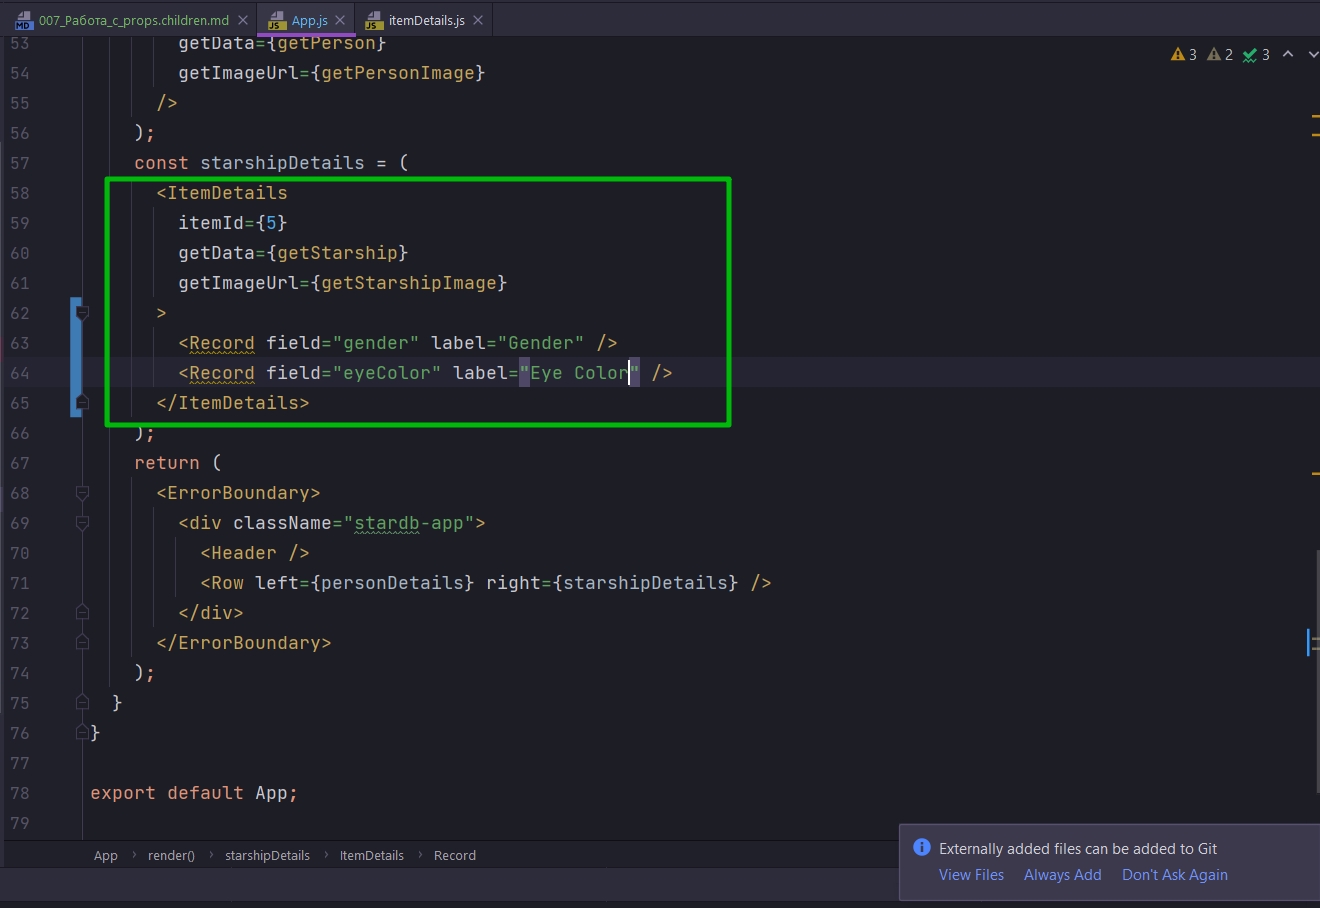 007_Работа_с_props.children.md App.js itemDetails.js
53 getData={getPerson}
3 2 3
54 getImageUrl={getPersonImage}
55 />
56 );
57 const starshipDetails = (
58 <ItemDetails
59 itemId={5}
60 getData={getStarship}
61 getImageUrl={getStarshipImage}
62 >
63 <Record field="gender" label="Gender" />
64 <Record field="eyeColor" label="Eye Color" />
65 </ItemDetails>
66 );
67 return (
68 <ErrorBoundary>
69 <div className="stardb-app">
70 <Header />
71 <Row left={personDetails} right={starshipDetails} />
72 </div>
73 </ErrorBoundary>
74 );
75 }
76 }
77
78 export default App;
79
App › render() › starshipDetails › ItemDetails › Record
Externally added files can be added to Git
View Files Always Add Don't Ask Again